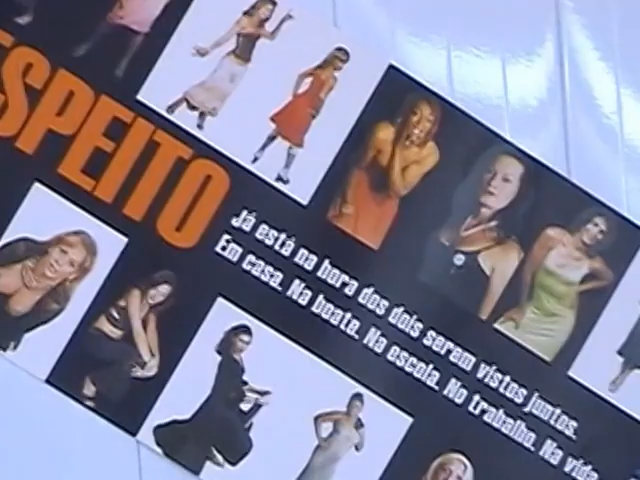 ESPEITO
Já está na hora dos dois serem vistos juntos.
Em casa. Na boate. Na escola. No trabalho. Na vida